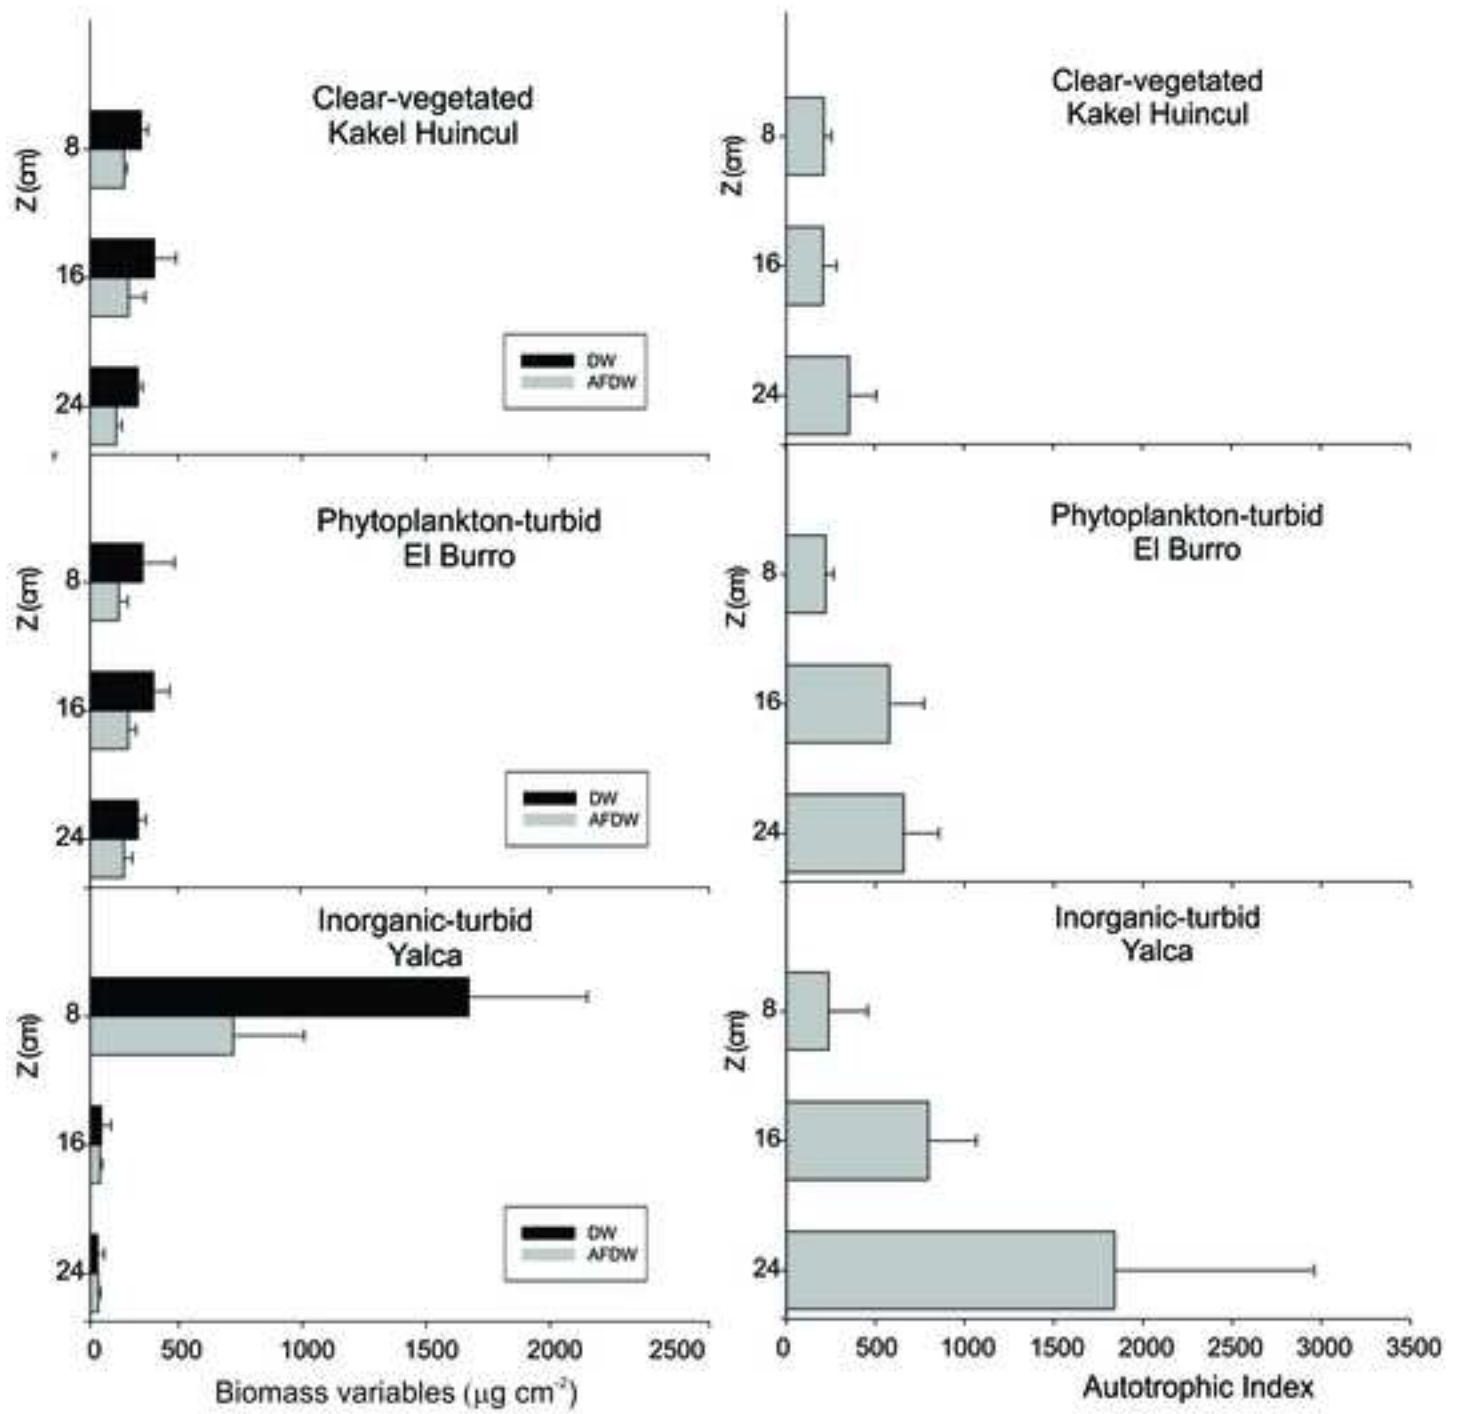 Clear-vegetated
Kakel Huincul
Z (cm)
8
16
24
DW
AFDW
Clear-vegetated
Kakel Huincul
Z (cm)
8
16
24
Phytoplankton-turbid
El Burro
Z (cm)
8
16
24
DW
AFDW
Phytoplankton-turbid
El Burro
Z (cm)
8
16
24
Inorganic-turbid
Yalca
Z (cm)
8
16
24
DW
AFDW
0 500 1000 1500 2000 2500
Biomass variables (µg cm⁻²)
Inorganic-turbid
Yalca
Z (cm)
8
16
24
0 500 1000 1500 2000 2500 3000 3500
Autotrophic Index